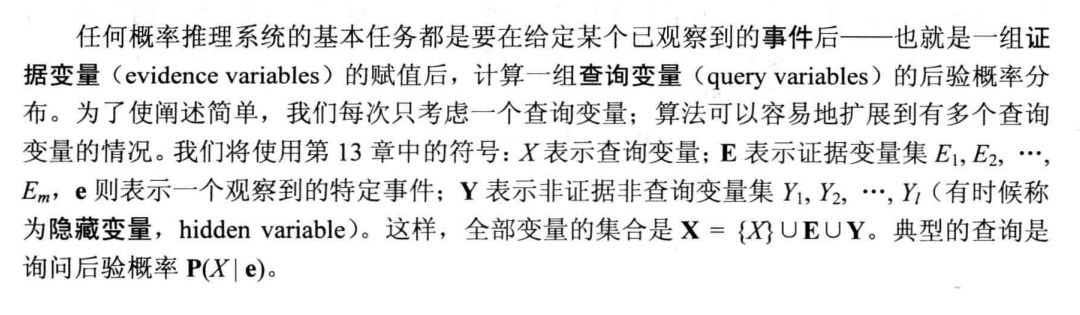 任何概率推理系统的基本任务都是要在给定某个已观察到的事件后——也就是一组证
据变量（evidence variables）的赋值后，计算一组查询变量（query variables）的后验概率分
布。为了使阐述简单，我们每次只考虑一个查询变量；算法可以容易地扩展到有多个查询
变量的情况。我们将使用第 13 章中的符号：X 表示查询变量；E 表示证据变量集 E₁, E₂, …,
Eₘ，e 则表示一个观察到的特定事件；Y 表示非证据非查询变量集 Y₁, Y₂, …, Yₗ（有时候称
为隐藏变量，hidden variable）。这样，全部变量的集合是 X = {X}∪E∪Y。典型的查询是
询问后验概率 P(X | e)。